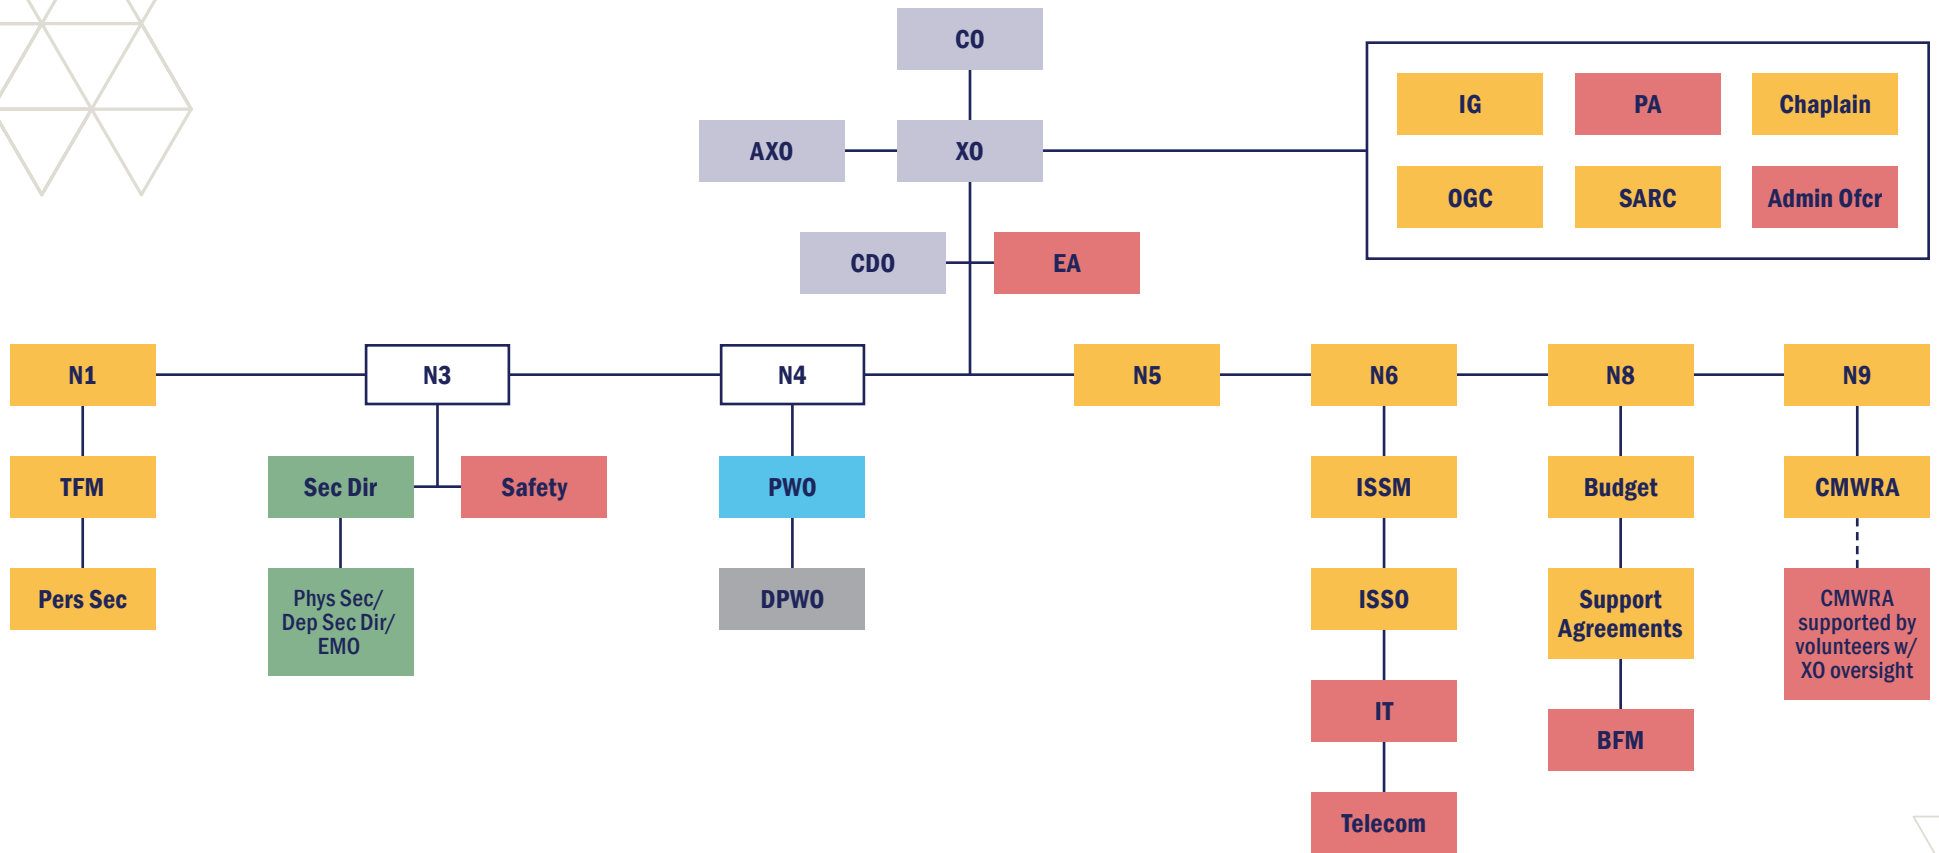 CO
IG
PA
Chaplain
AXO
XO
OGC
SARC
Admin Ofcr
CDO
EA
N1
N3
N4
N5
N6
N8
N9
TFM
Sec Dir
Safety
PWO
ISSM
Budget
CMWRA
Pers Sec
Phys Sec/
Dep Sec Dir/
EMO
DPWO
ISSO
Support
Agreements
CMWRA
supported by
volunteers w/
XO oversight
IT
BFM
Telecom